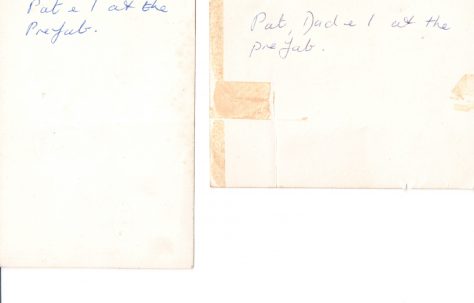 Pat e I at the
Prefab.
Pat, Dad e I at the
prefab.